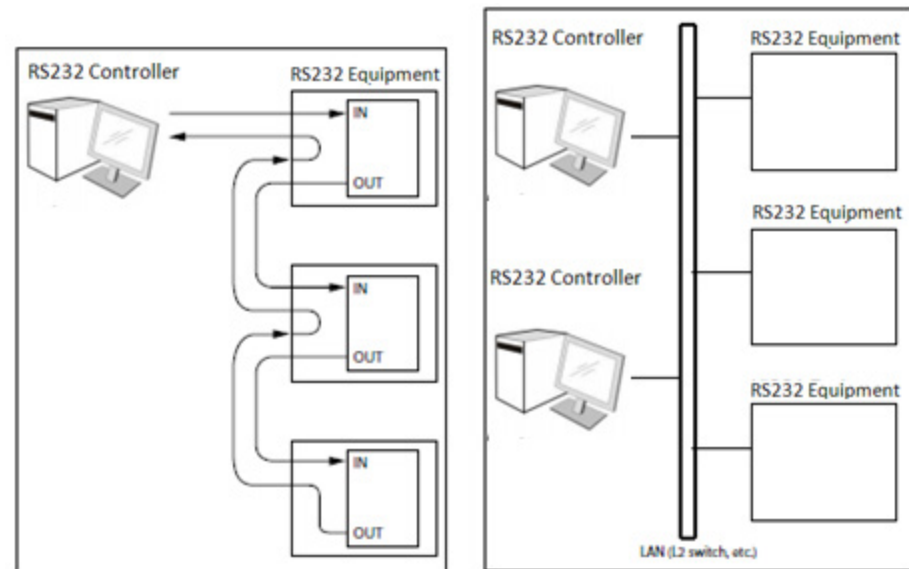 RS232 Controller
RS232 Equipment
IN
OUT
IN
OUT
IN
OUT
RS232 Controller
RS232 Equipment
RS232 Equipment
RS232 Controller
RS232 Equipment
LAN (L2 switch, etc.)